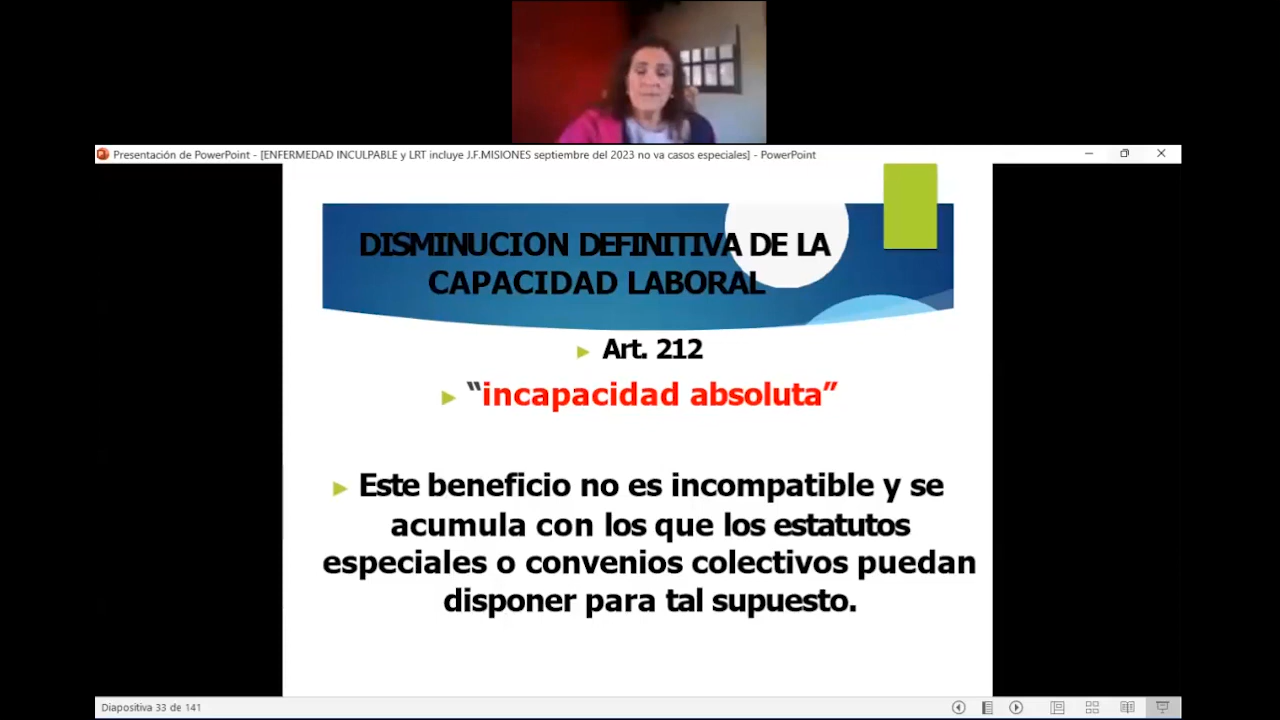 Presentación de PowerPoint - [ENFERMEDAD INCULPABLE y LRT incluye J.F.MISIONES septiembre del 2023 no va casos especiales] - PowerPoint
DISMINUCION DEFINITIVA DE LA
CAPACIDAD LABORAL
Art. 212
“incapacidad absoluta”
Este beneficio no es incompatible y se
acumula con los que los estatutos
especiales o convenios colectivos puedan
disponer para tal supuesto.
Diapositiva 33 de 141